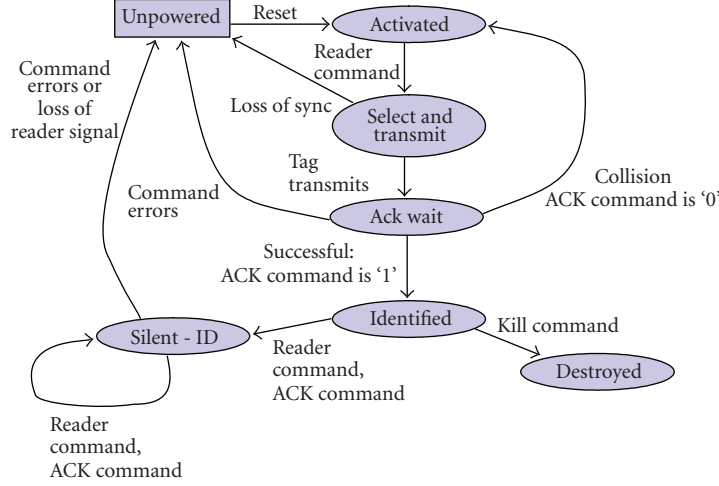 Unpowered
Reset
Activated
Reader
command
Command
errors or
loss of
reader signal
Loss of sync
Select and
transmit
Tag
transmits
Collision
ACK command is ‘0’
Command
errors
Ack wait
Successful:
ACK command is ‘1’
Identified
Kill command
Silent - ID
Reader
command,
ACK command
Destroyed
Reader
command,
ACK command